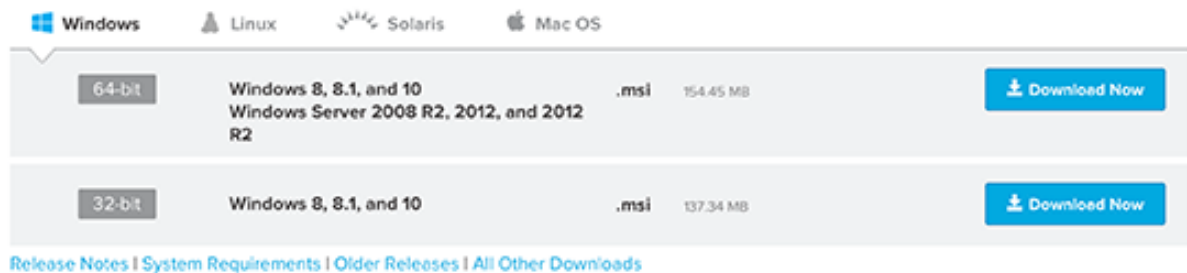 Windows Linux Solaris Mac OS
64-bit Windows 8, 8.1, and 10 .msi 154.45 MB Download Now
Windows Server 2008 R2, 2012, and 2012
R2
32-bit Windows 8, 8.1, and 10 .msi 137.34 MB Download Now
Release Notes | System Requirements | Older Releases | All Other Downloads